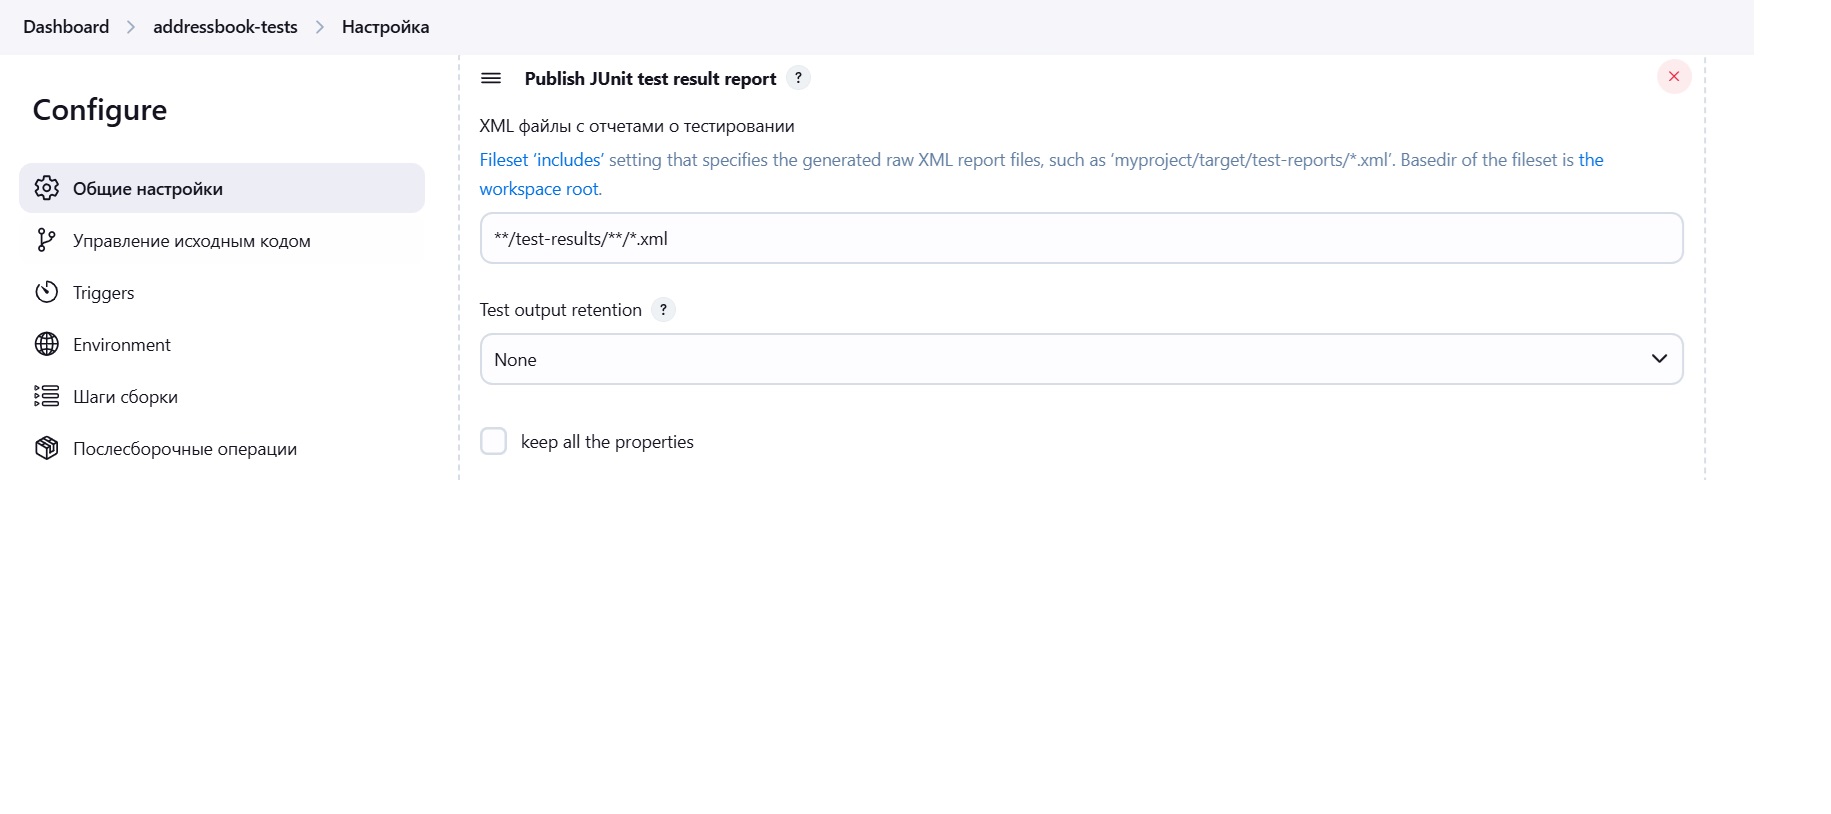 Dashboard > addressbook-tests > Настройка
Configure
Общие настройки
Управление исходным кодом
Triggers
Environment
Шаги сборки
Послесборочные операции
Publish JUnit test result report ?
XML файлы с отчетами о тестировании
Fileset ‘includes’ setting that specifies the generated raw XML report files, such as ‘myproject/target/test-reports/*.xml’. Basedir of the fileset is the
workspace root.
**/test-results/**/*.xml
Test output retention ?
None
keep all the properties